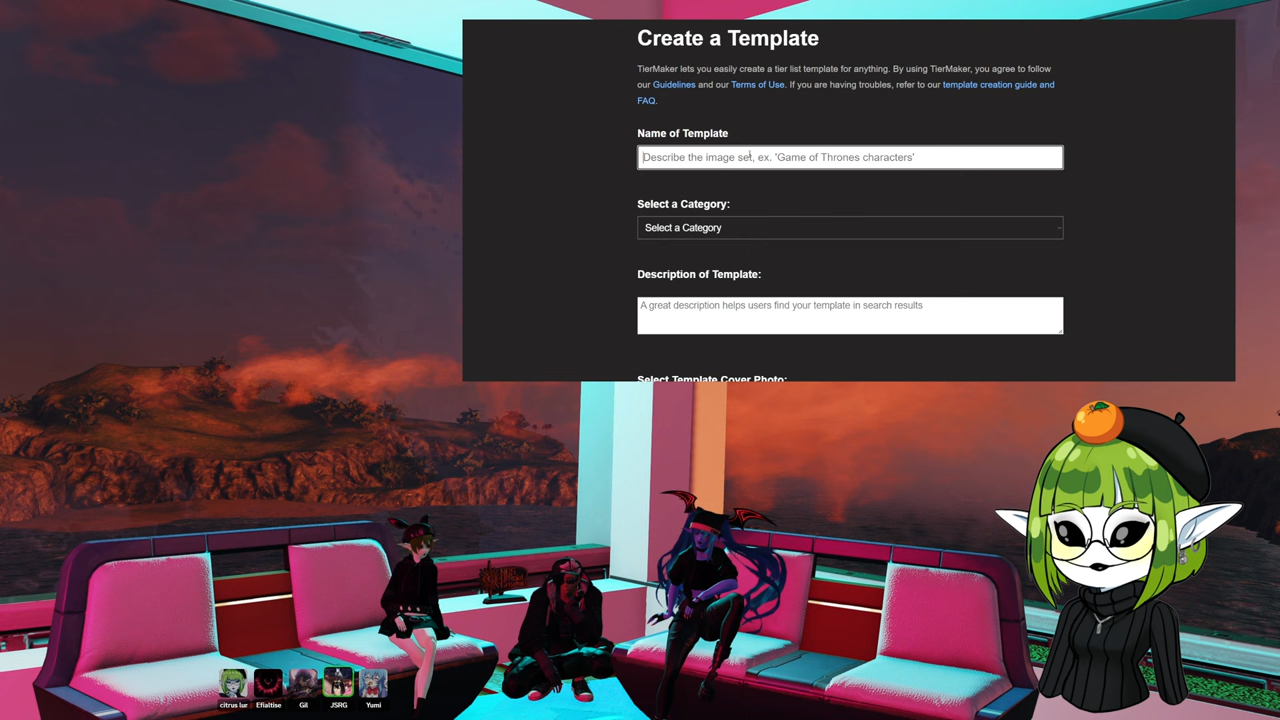 Create a Template
TierMaker lets you easily create a tier list template for anything. By using TierMaker, you agree to follow
our Guidelines and our Terms of Use. If you are having troubles, refer to our template creation guide and
FAQ.
Name of Template
Describe the image set, ex. 'Game of Thrones characters'
Select a Category:
Select a Category
Description of Template:
A great description helps users find your template in search results
Select Template Cover Photo:
citrus lur
Efialtise
Gil
JSRG
Yumi